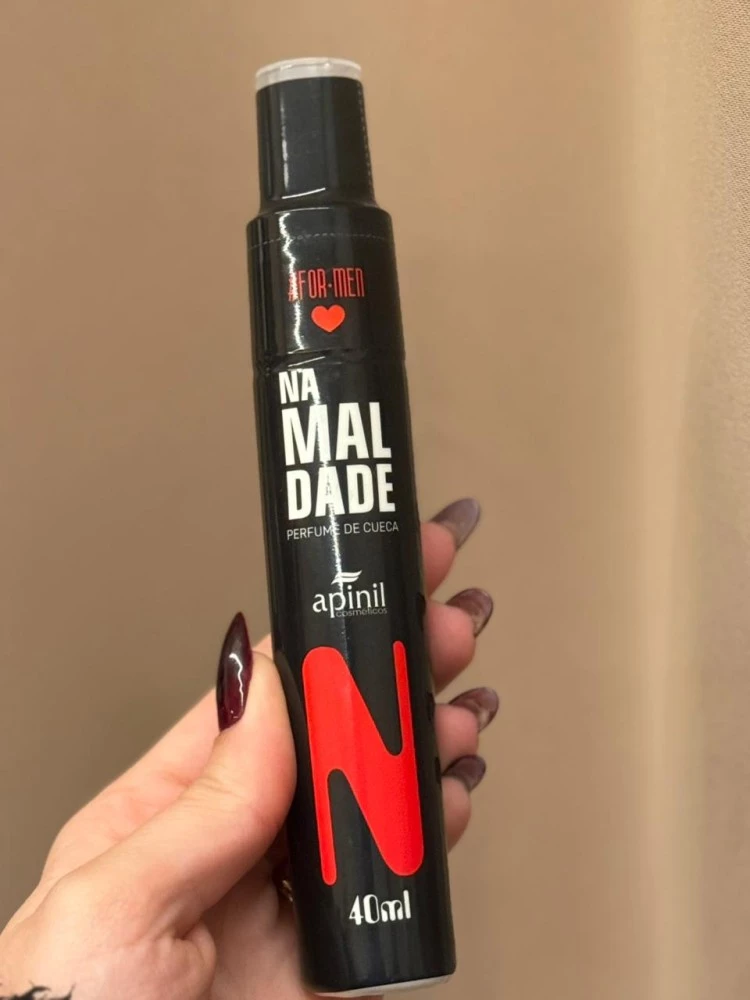 FOR•MEN
NA
MAL
DADE
PERFUME DE CUECA
apinil
cosméticos
N
40ml